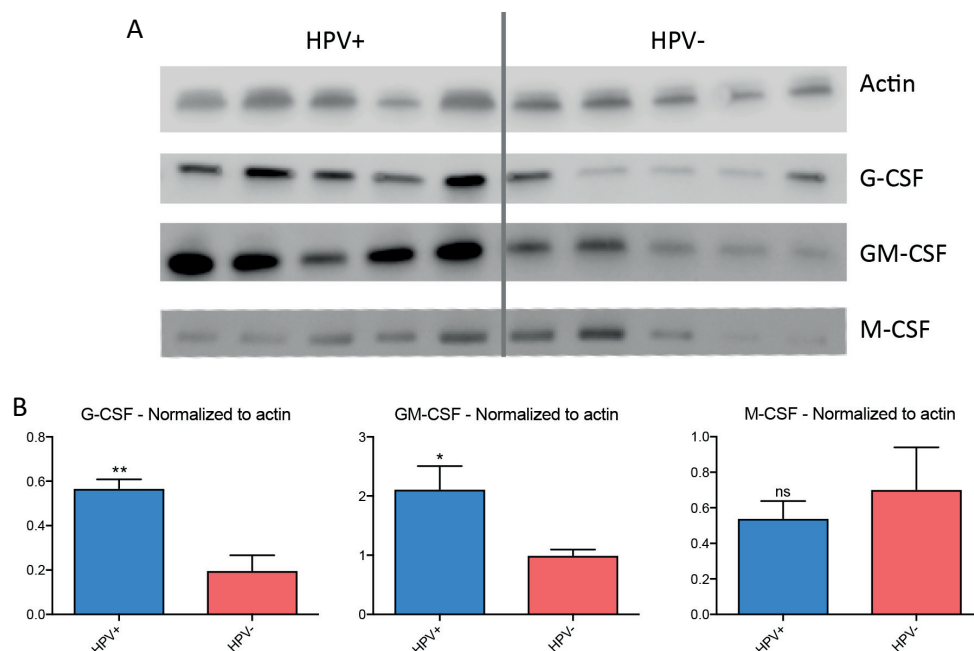 A
HPV+ HPV-
Actin
G-CSF
GM-CSF
M-CSF
B
G-CSF - Normalized to actin
0.8
0.6
0.4
0.2
0.0
**
HPV+ HPV-
GM-CSF - Normalized to actin
3
2
1
0
*
HPV+ HPV-
M-CSF - Normalized to actin
1.0
0.8
0.6
0.4
0.2
0.0
ns
HPV+ HPV-